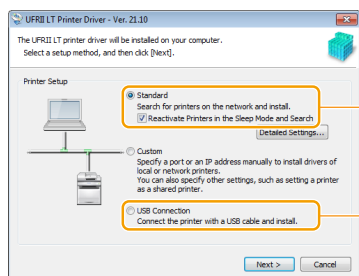 UFRII LT Printer Driver - Ver. 21.10
The UFRII LT printer driver will be installed on your computer.
Select a setup method, and then click [Next].
Printer Setup
Standard
Search for printers on the network and install.
Reactivate Printers in the Sleep Mode and Search
Detailed Settings...
Custom
Specify a port or an IP address manually to install drivers of
local or network printers.
You can also specify other settings, such as setting a printer
as a shared printer.
USB Connection
Connect the printer with a USB cable and install.
Next >
Cancel